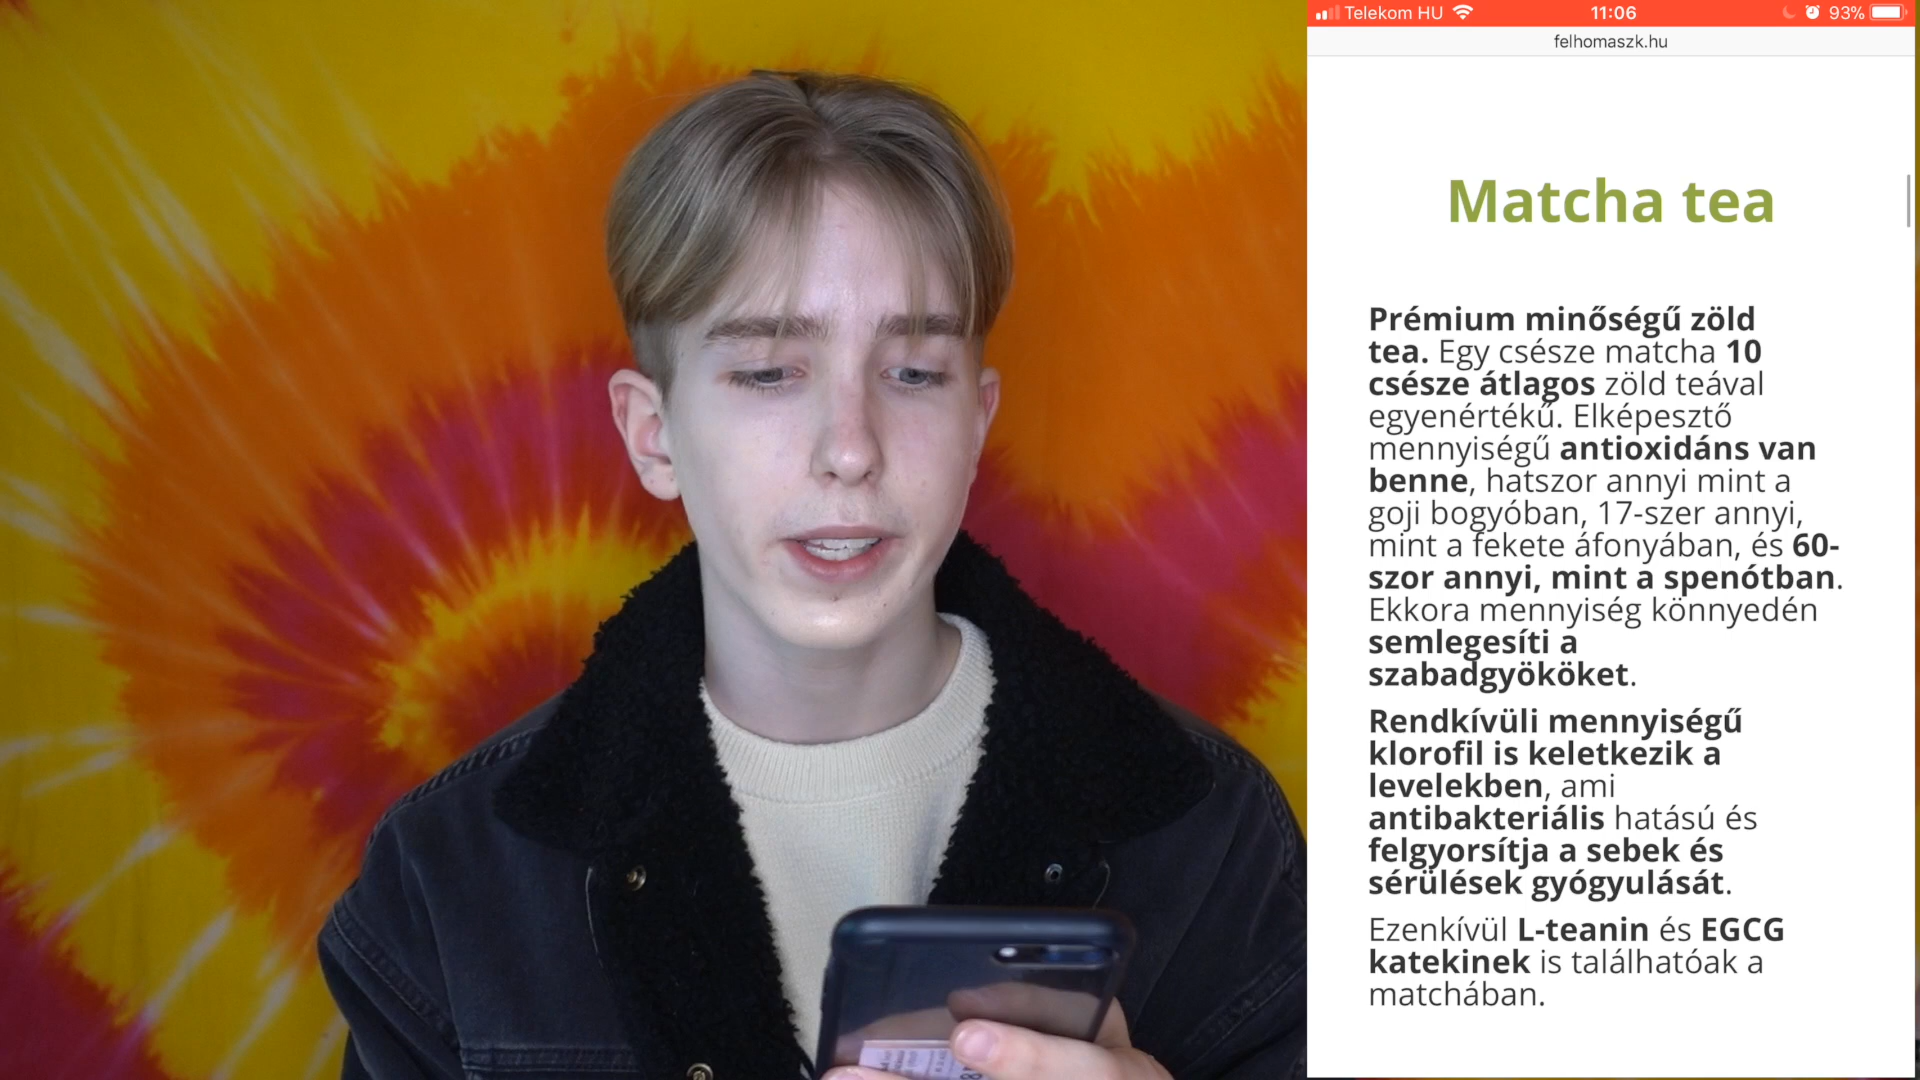 Telekom HU
11:06
93%
felhomaszk.hu
Matcha tea
Prémium minőségű zöld
tea. Egy csésze matcha 10
csésze átlagos zöld teával
egyenértékű. Elképesztő
mennyiségű antioxidáns van
benne, hatszor annyi mint a
goji bogyóban, 17-szer annyi,
mint a fekete áfonyában, és 60-
szor annyi, mint a spenótban.
Ekkora mennyiség könnyedén
semlegesíti a
szabadgyököket.
Rendkívüli mennyiségű
klorofil is keletkezik a
levelekben, ami
antibakteriális hatású és
felgyorsítja a sebek és
sérülések gyógyulását.
Ezenkívül L-teanin és EGCG
katekinek is találhatóak a
matchában.